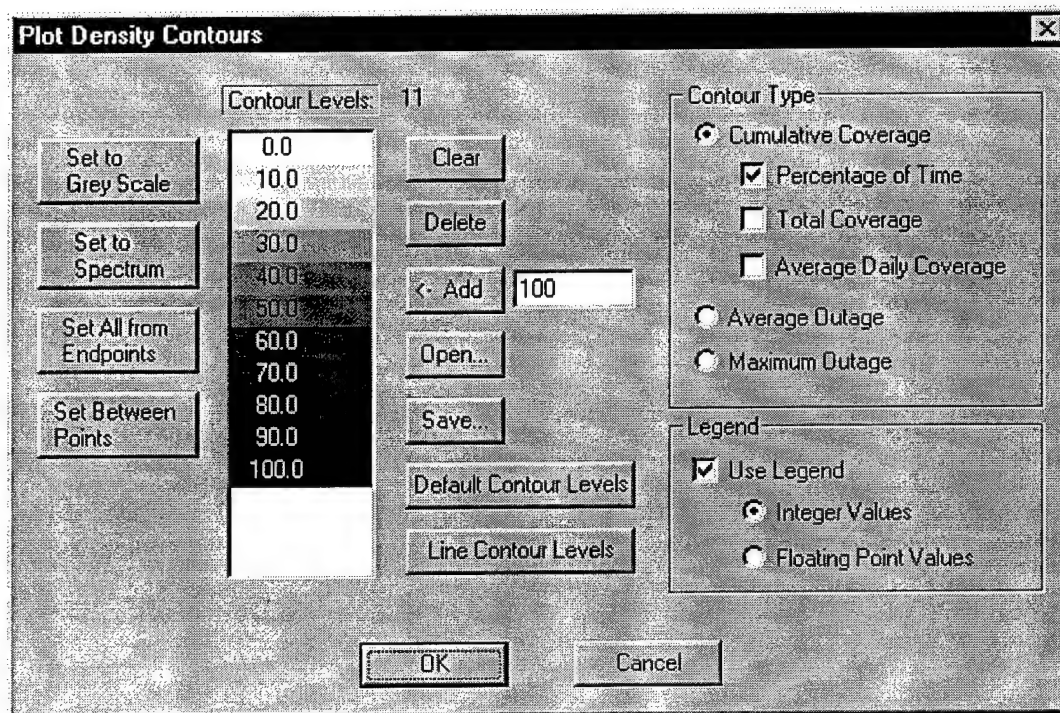 Plot Density Contours
Contour Levels: 11
Set to
Grey Scale
Set to
Spectrum
Set All from
Endpoints
Set Between
Points
0.0
10.0
20.0
30.0
40.0
50.0
60.0
70.0
80.0
90.0
100.0
Clear
Delete
<- Add 100
Open...
Save...
Default Contour Levels
Line Contour Levels
Contour Type
Cumulative Coverage
Percentage of Time
Total Coverage
Average Daily Coverage
Average Outage
Maximum Outage
Legend
Use Legend
Integer Values
Floating Point Values
OK
Cancel